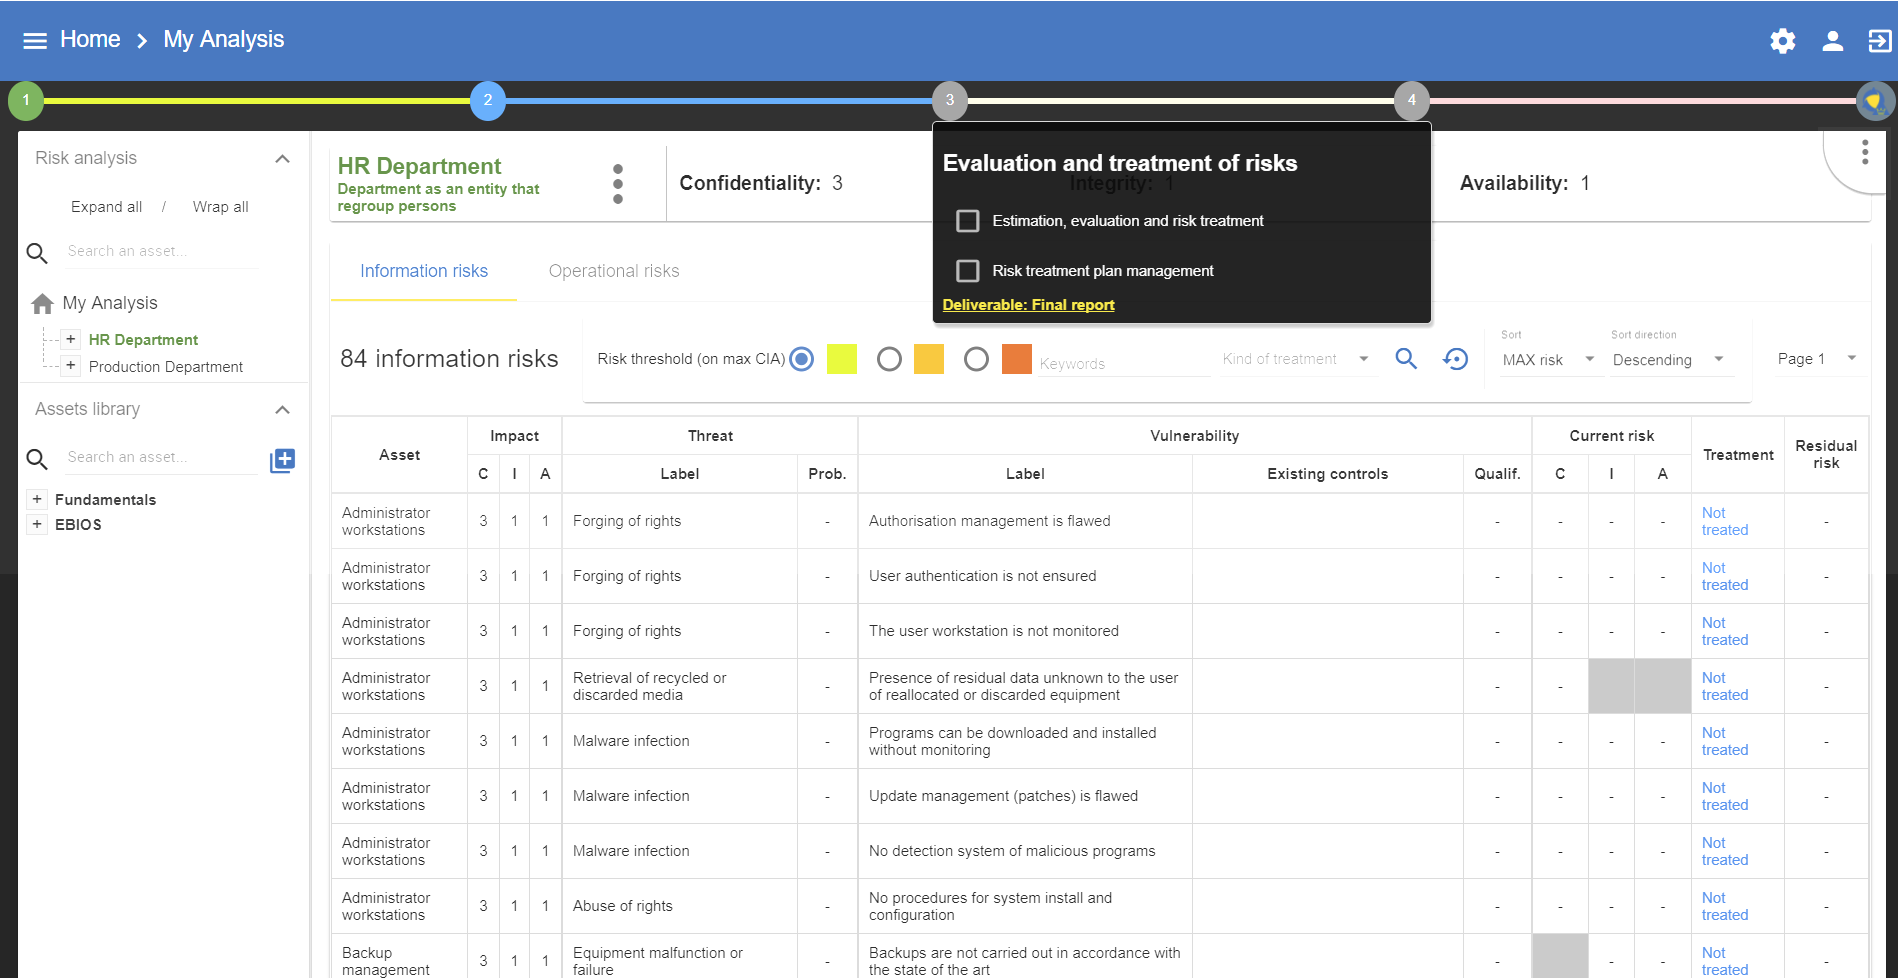 Home > My Analysis
1
2
3
4
Risk analysis
Expand all / Wrap all
Search an asset...
My Analysis
+ HR Department
+ Production Department
Assets library
Search an asset...
+ Fundamentals
+ EBIOS
HR Department
Department as an entity that
regroup persons
Confidentiality: 3
Integrity: 1
Availability: 1
Evaluation and treatment of risks
Estimation, evaluation and risk treatment
Risk treatment plan management
Deliverable: Final report
Information risks
Operational risks
84 information risks
Risk threshold (on max CIA)
Keywords
Kind of treatment
Sort
MAX risk
Sort direction
Descending
Page 1
Asset Impact Threat Vulnerability Current risk Treatment Residual
risk
C I A Label Prob. Label Existing controls Qualif. C I A
Administrator
workstations
3 1 1 Forging of rights - Authorisation management is flawed - - - - Not
treated
-
Administrator
workstations
3 1 1 Forging of rights - User authentication is not ensured - - - - Not
treated
-
Administrator
workstations
3 1 1 Forging of rights - The user workstation is not monitored - - - - Not
treated
-
Administrator
workstations
3 1 1 Retrieval of recycled or
discarded media
- Presence of residual data unknown to the user
of reallocated or discarded equipment
- - Not
treated
-
Administrator
workstations
3 1 1 Malware infection - Programs can be downloaded and installed
without monitoring
- - - - Not
treated
-
Administrator
workstations
3 1 1 Malware infection - Update management (patches) is flawed - - - - Not
treated
-
Administrator
workstations
3 1 1 Malware infection - No detection system of malicious programs - - - - Not
treated
-
Administrator
workstations
3 1 1 Abuse of rights - No procedures for system install and
configuration
- - - - Not
treated
-
Backup
management
3 1 1 Equipment malfunction or
failure
- Backups are not carried out in accordance with
the state of the art
- - - Not
treated
-